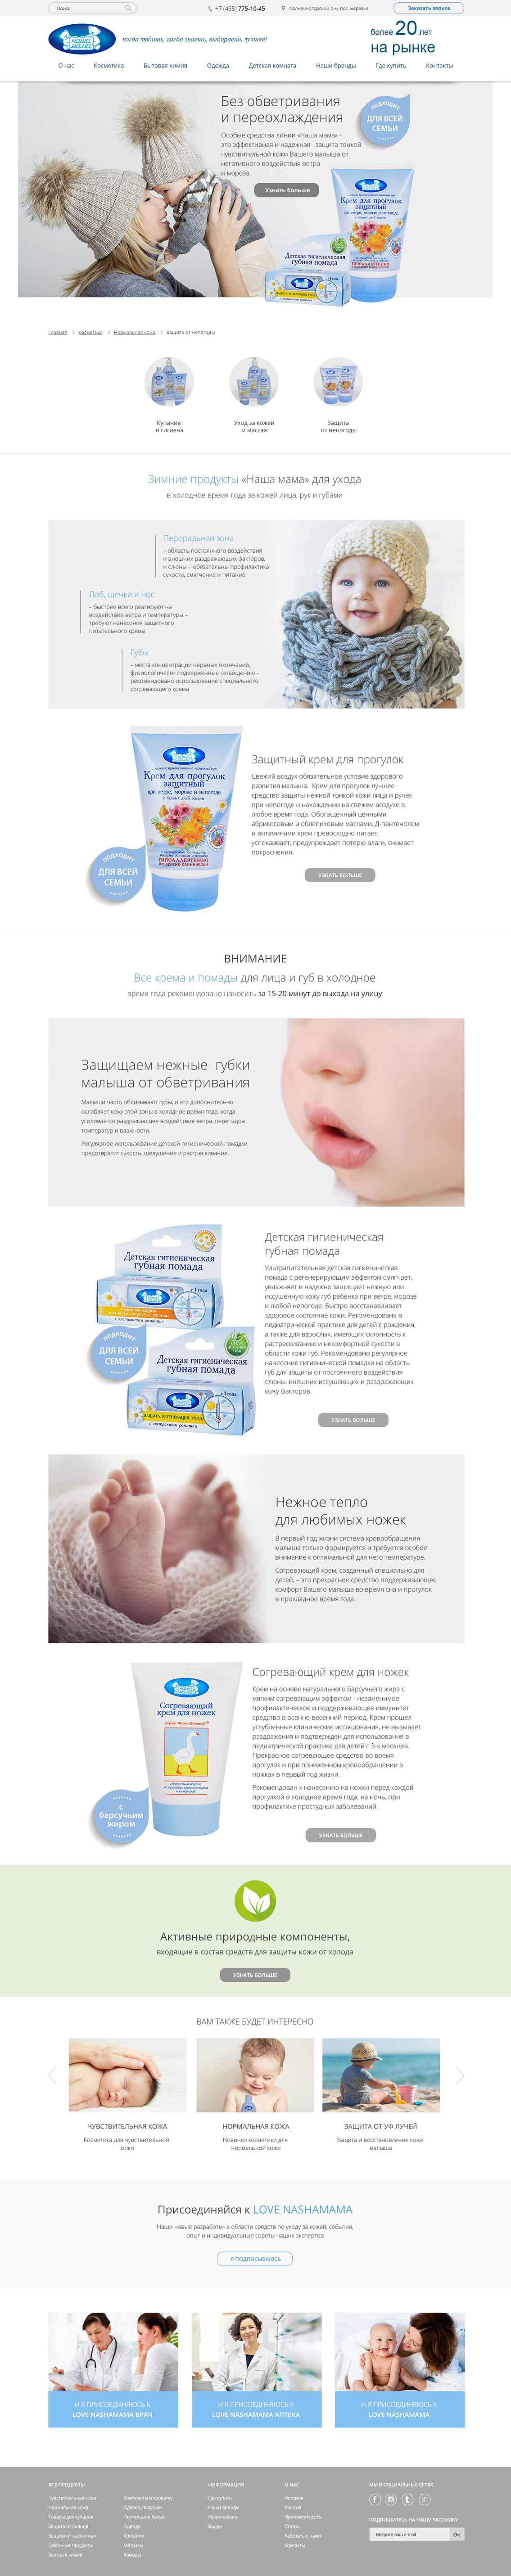 Поиск
+7 (495) 775-10-45
Солнечногорский р-н, пос. Бережки
Заказать звонок
наша мама
когда любишь, когда знаешь, выбираешь лучшее!
более 20 лет
на рынке
О нас
Косметика
Бытовая химия
Одежда
Детская комната
Наши бренды
Где купить
Контакты
Без обветривания
и переохлаждения
Особые средства линии «Наша мама» -
это эффективная и надежная защита тонкой
чувствительной кожи Вашего малыша от
негативного воздействия ветра
и мороза.
Узнать больше
ПОДХОДИТ
ДЛЯ ВСЕЙ
СЕМЬИ
Крем для прогулок
защитный
при ветре, морозе и непогоде
Детская гигиеническая
губная помада
Главная / Косметика / Нормальная кожа / Защита от непогоды
Купание
и гигиена
Уход за кожей
и массаж
Защита
от непогоды
Зимние продукты «Наша мама» для ухода
в холодное время года за кожей лица, рук и губами
Пероральная зона
– область постоянного воздействия
и внешних раздражающих факторов,
и слюны - обязательны профилактика
сухости, смягчение и питание
Лоб, щечки и нос
– быстрее всего реагируют на
воздействие ветра и температуры –
требуют нанесения защитного
питательного крема
Губы
– места концентрации нервных окончаний,
физиологически подверженные охлаждению –
рекомендовано использование специального
согревающего крема
Крем для прогулок
защитный
при ветре, морозе и непогоде
с первых дней жизни
ГИПОАЛЛЕРГЕННО
ПОДХОДИТ
ДЛЯ ВСЕЙ
СЕМЬИ
Защитный крем для прогулок
Свежий воздух обязательное условие здорового
развития малыша. Крем для прогулок лучшее
средство защиты нежной тонкой кожи лица и ручек
при непогоде и нахождении на свежем воздухе в
любое время года. Обогащенный ценными
абрикосовым и облепиховым маслами, Д-пантенолом
и витаминами крем превосходно питает,
успокаивает, предупреждает потерю влаги, снимает
покраснения.
УЗНАТЬ БОЛЬШЕ
ВНИМАНИЕ
Все крема и помады для лица и губ в холодное
время года рекомендовано наносить за 15-20 минут до выхода на улицу
Защищаем нежные губки
малыша от обветривания
Малыши часто облизывают губы, и это дополнительно
ослабляет кожу этой зоны в холодное время года, когда
усиливается раздражающее воздействие ветра, перепадов
температур и влажности.
Регулярное использование детской гигиенической помадки
предотвратит сухость, шелушение и растрескивание.
Детская гигиеническая
губная помада
с 1 года
ПОДХОДИТ
ДЛЯ ВСЕЙ
СЕМЬИ
Детская гигиеническая
губная помада
с 1 года
Детская гигиеническая
губная помада
Ультрапитательная детская гигиеническая
помада с регенерирующим эффектом смягчает,
увлажняет и надежно защищает нежную или
иссушенную кожу губ ребенка при ветре, морозе
и любой непогоде. Быстро восстанавливает
здоровое состояние кожи. Рекомендована в
педиатрической практике для детей с рождения,
а также для взрослых, имеющих склонность к
растрескиванию и некомфортной сухости в
области кожи губ. Рекомендовано регулярное
нанесение гигиенической помадки на область
губ для защиты от постоянного воздействия
слюны, внешних иссушающих и раздражающих
кожу факторов.
УЗНАТЬ БОЛЬШЕ
Нежное тепло
для любимых ножек
В первый год жизни система кровообращения
малыша только формируется и требуется особое
внимание к оптимальной для него температуре.
Согревающий крем, созданный специально для
детей, – это прекрасное средство поддерживающее
комфорт Вашего малыша во время сна и прогулок
в прохладное время года.
Согревающий
крем для ножек
с
барсучьим
жиром
Согревающий крем для ножек
Крем на основе натурального барсучьего жира с
мягким согревающим эффектом - незаменимое
профилактическое и поддерживающее иммунитет
средство в осенне-весенний период. Крем прошел
углубленные клинические исследования, не вызывает
раздражения и подтвержден для использования в
педиатрической практике для детей с 3-х месяцев.
Прекрасное согревающее средство во время
прогулок и при пониженном кровообращении в
ножках в первый год жизни.
Рекомендован к нанесению на ножки перед каждой
прогулкой в холодное время года, на ночь, при
профилактике простудных заболеваний.
УЗНАТЬ БОЛЬШЕ
Активные природные компоненты,
входящие в состав средств для защиты кожи от холода
УЗНАТЬ БОЛЬШЕ
ВАМ ТАКЖЕ БУДЕТ ИНТЕРЕСНО
ЧУВСТВИТЕЛЬНАЯ КОЖА
Косметика для чувствительной
кожи
НОРМАЛЬНАЯ КОЖА
Новинки косметики для
нормальной кожи
ЗАЩИТА ОТ УФ ЛУЧЕЙ
Защита и восстановление кожи
малыша
Присоединяйся к LOVE NASHAMAMA
Наши новые разработки в области средств по уходу за кожей, события,
опыт и индивидуальные советы наших экспертов
Я ПОДПИСЫВАЮСЬ
И Я ПРИСОЕДИНЯЮСЬ К
LOVE NASHAMAMA ВРАЧ
И Я ПРИСОЕДИНЯЮСЬ К
LOVE NASHAMAMA АПТЕКА
И Я ПРИСОЕДИНЯЮСЬ К
LOVE NASHAMAMA
ВСЕ ПРОДУКТЫ
Чувствительная кожа
Нормальная кожа
Товары для купания
Защита от солнца
Защита от насекомых
Сезонные продукты
Бытовая химия
Комплекты в кроватку
Одеяла, подушки
Постельное белье
Одежда
Кроватки
Матрасы
Комоды
ИНФОРМАЦИЯ
Где купить
Наши бренды
Франчайзинг
Видео
О НАС
История
Миссия
Приоритетность
Статьи
Работать с нами
Контакты
МЫ В СОЦИАЛЬНЫХ СЕТЯХ
ПОДПИШИТЕСЬ НА НАШУ РАССЫЛКУ
Введите ваш e-mail
Ок